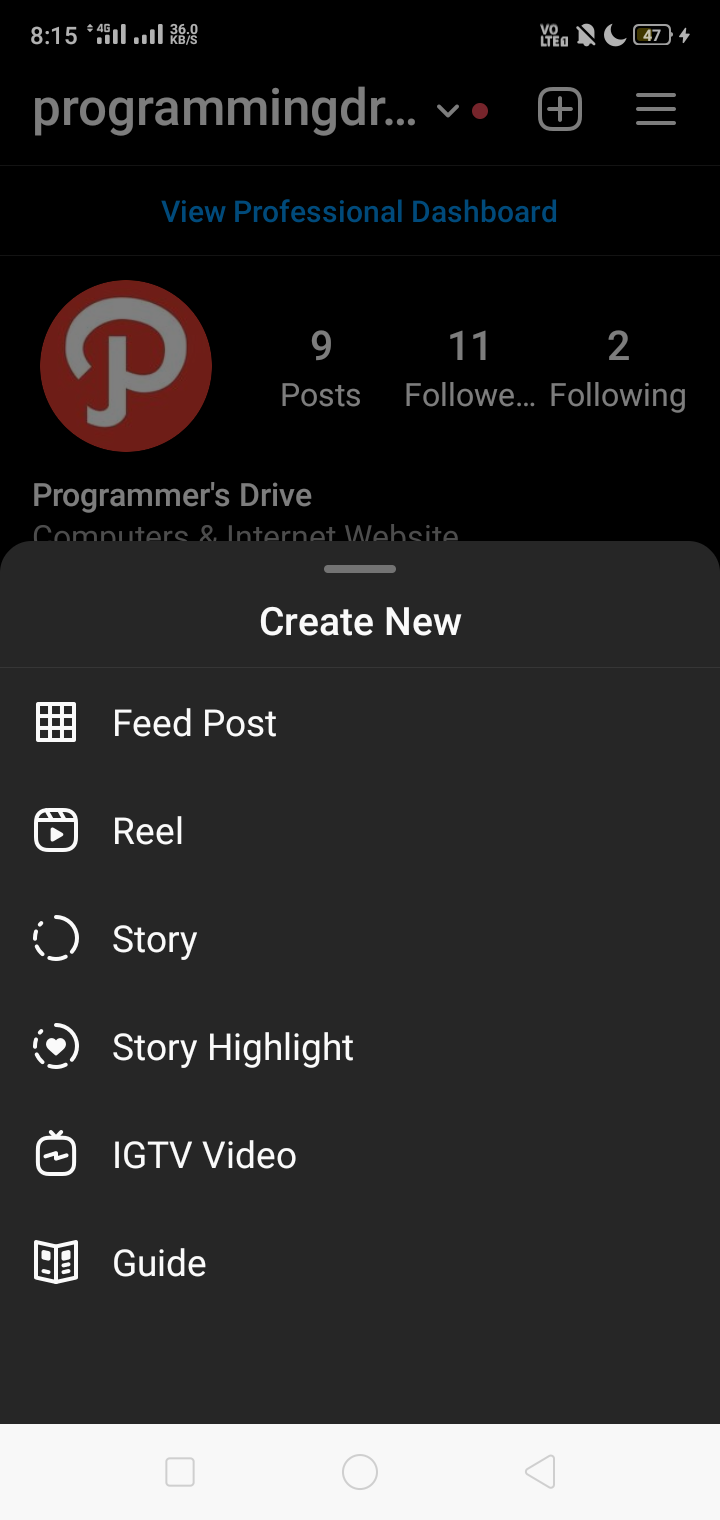 8:15 4G 36.0 KB/S VO LTE1 47
programmingdr...
View Professional Dashboard
9 11 2
Posts Followe... Following
Programmer's Drive
Computers & Internet Website
Create New
Feed Post
Reel
Story
Story Highlight
IGTV Video
Guide